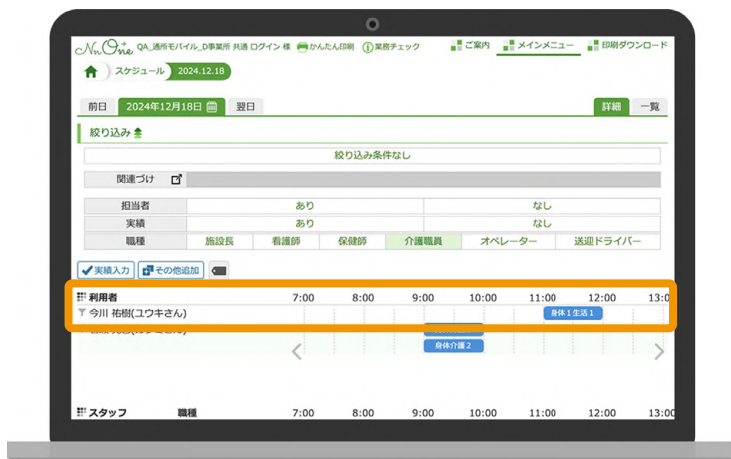 NnOne QA_通所モバイル_D事業所 共通 ログイン 様 かんたん印刷 業務チェック ご案内 メインメニュー 印刷ダウンロード
スケジュール 2024.12.18
前日 2024年12月18日 翌日 詳細 一覧
絞り込み
絞り込み条件なし
関連づけ
担当者 あり なし
実績 あり なし
職種 施設長 看護師 保健師 介護職員 オペレーター 送迎ドライバー
実績入力 その他追加
利用者 7:00 8:00 9:00 10:00 11:00 12:00 13:0
今川 祐樹(ユウキさん) 身体1生活1
身体介護2
スタッフ 職種 7:00 8:00 9:00 10:00 11:00 12:00 13:00